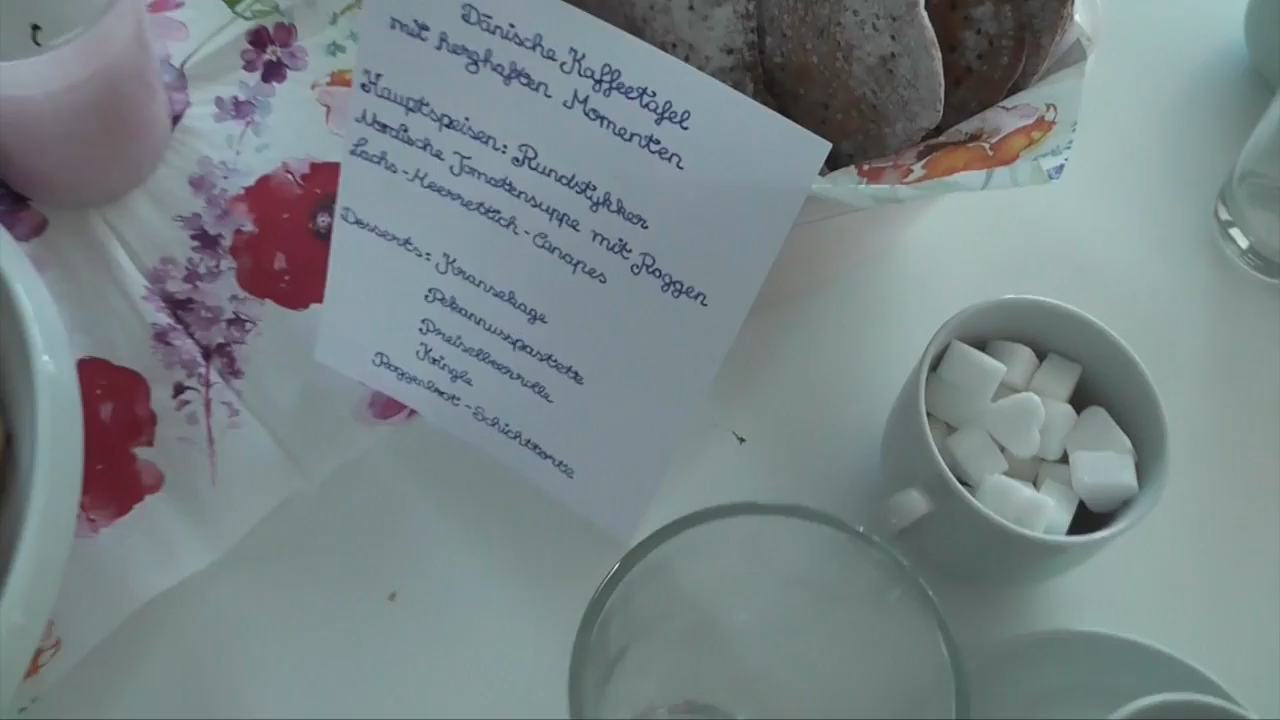 Dänische Kaffeetafel
mit herzhaften Momenten
Hauptspeisen: Rundstykker
Nordische Tomatensuppe mit Roggen
Lachs-Meerrettich-Canapes
Desserts: Kransekage
Pekannusspastete
Preiselbeerrolle
Kringle
Roggenbrot-Schichttorte